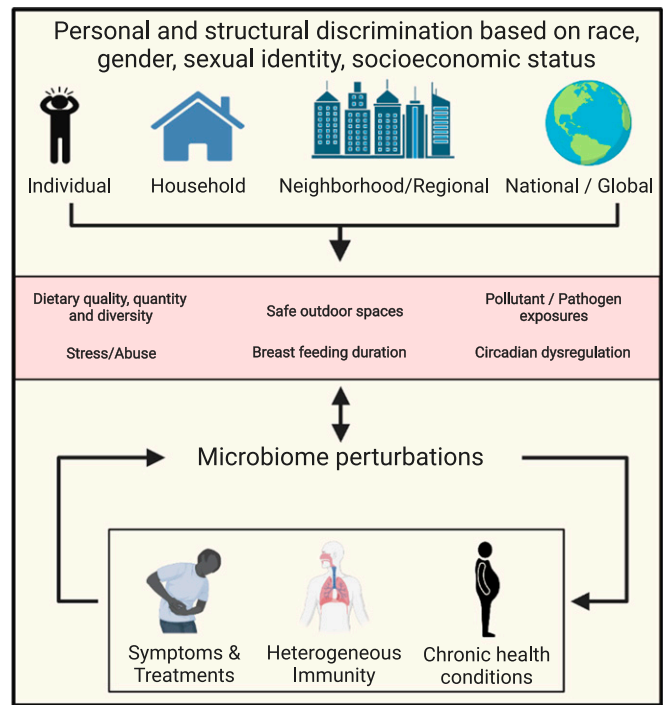 Personal and structural discrimination based on race,
gender, sexual identity, socioeconomic status
Individual
Household
Neighborhood/Regional
National / Global
Dietary quality, quantity
and diversity
Safe outdoor spaces
Pollutant / Pathogen
exposures
Stress/Abuse
Breast feeding duration
Circadian dysregulation
Microbiome perturbations
Symptoms &
Treatments
Heterogeneous
Immunity
Chronic health
conditions